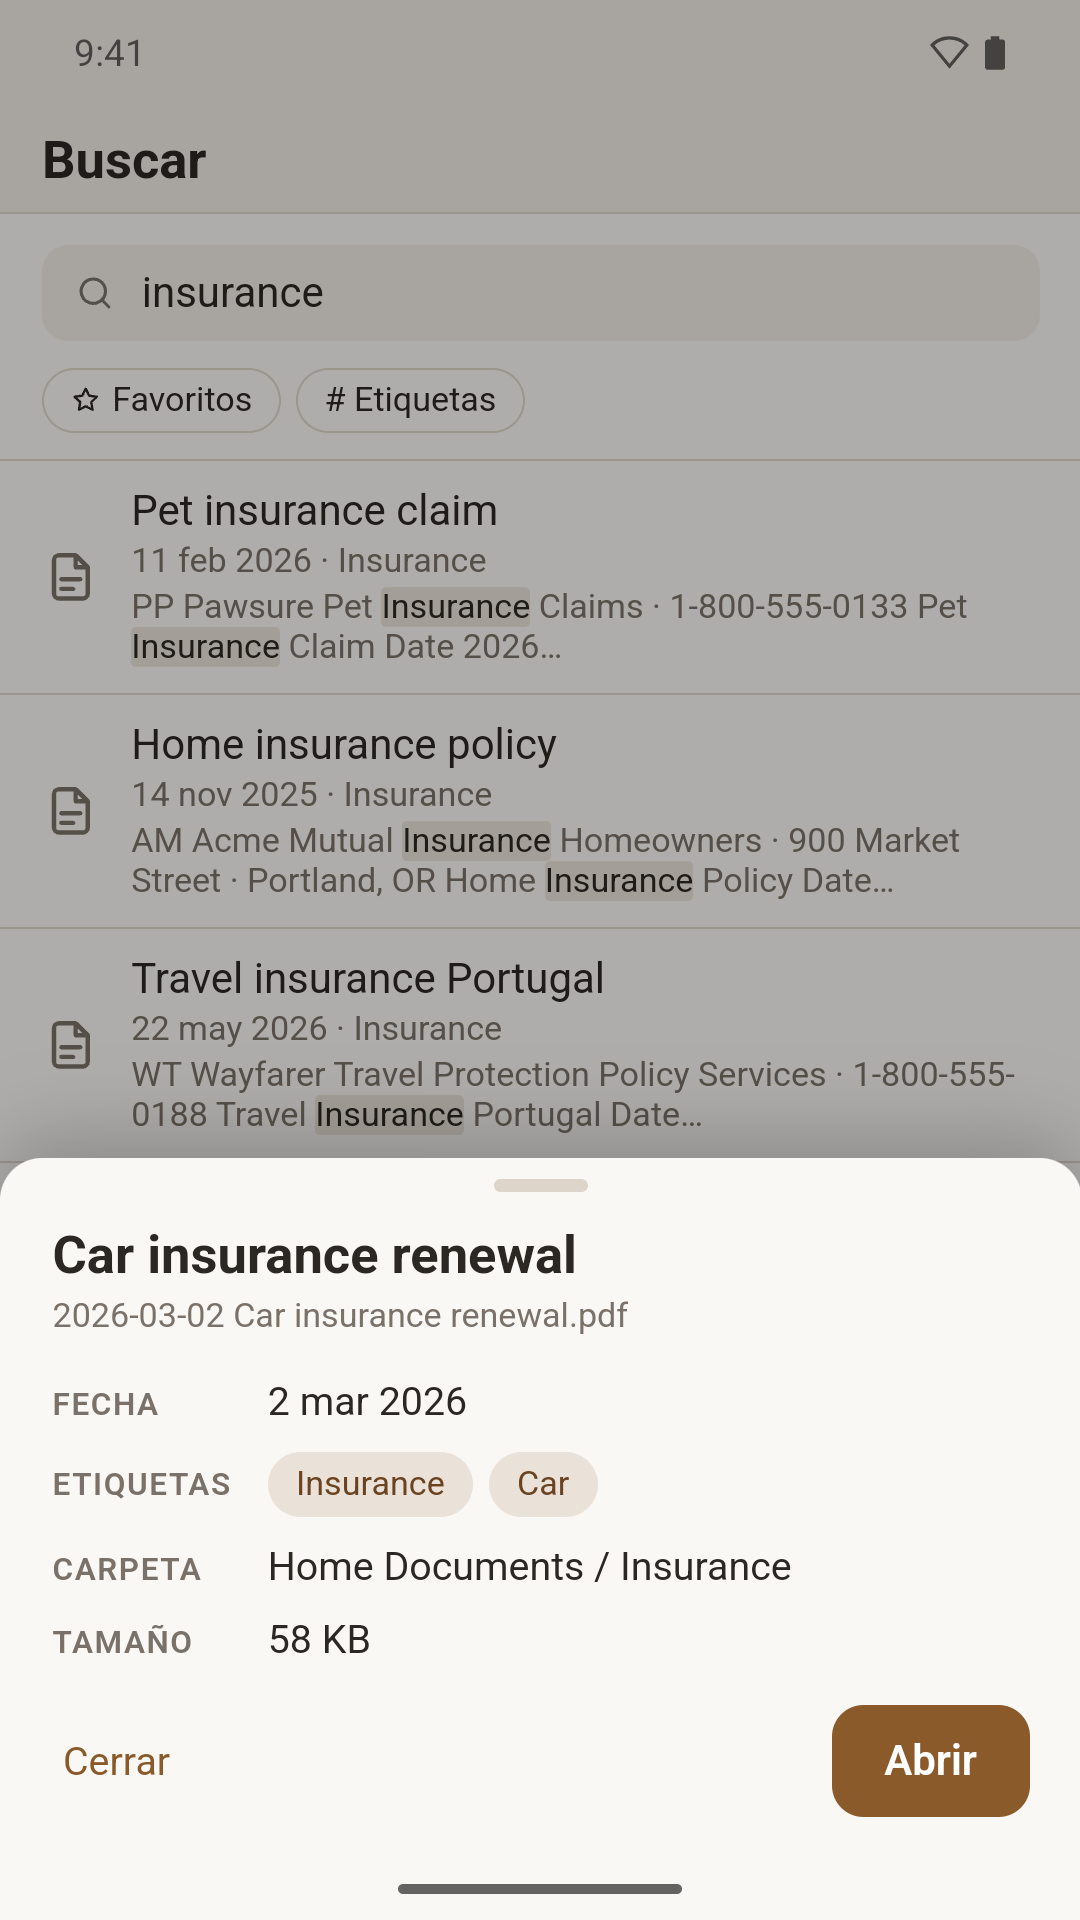 9:41
Buscar
insurance
Favoritos
# Etiquetas
Pet insurance claim
11 feb 2026 · Insurance
PP Pawsure Pet Insurance Claims · 1-800-555-0133 Pet
Insurance Claim Date 2026…
Home insurance policy
14 nov 2025 · Insurance
AM Acme Mutual Insurance Homeowners · 900 Market
Street · Portland, OR Home Insurance Policy Date…
Travel insurance Portugal
22 may 2026 · Insurance
WT Wayfarer Travel Protection Policy Services · 1-800-555-
0188 Travel Insurance Portugal Date…
Car insurance renewal
2026-03-02 Car insurance renewal.pdf
FECHA 2 mar 2026
ETIQUETAS Insurance Car
CARPETA Home Documents / Insurance
TAMAÑO 58 KB
Cerrar
Abrir